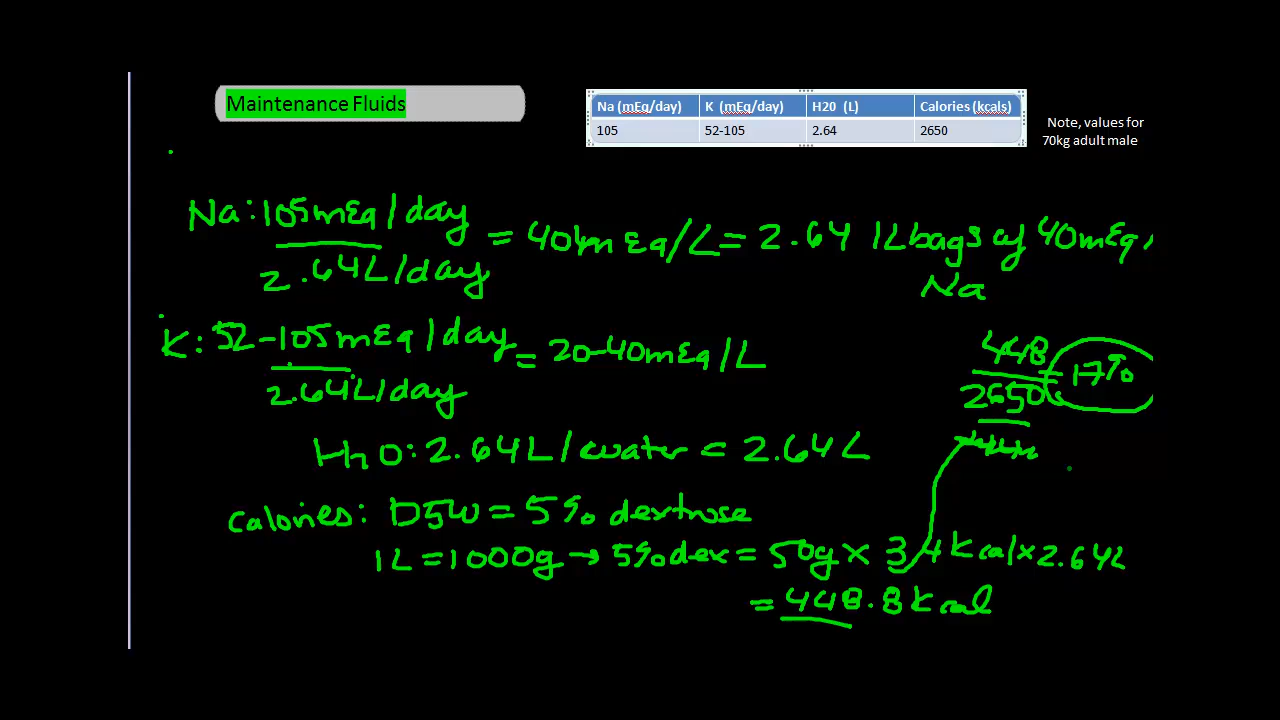 Maintenance Fluids
Na (mEq/day) K (mEq/day) H20 (L) Calories (kcals)
105 52-105 2.64 2650
Note, values for
70kg adult male
Na: 105mEq/day
2.64L/day
= 40mEq/L = 2.64 1L bags of 40mEq
Na
K: 52-105mEq/day
2.64L/day
= 20-40mEq/L
448
2650
= 17%
H2O: 2.64L/water = 2.64L
Calories: D5W = 5% dextrose
1L = 1000g → 5% dex = 50g x 3.4 Kcal x 2.64L
= 448.8 Kcal